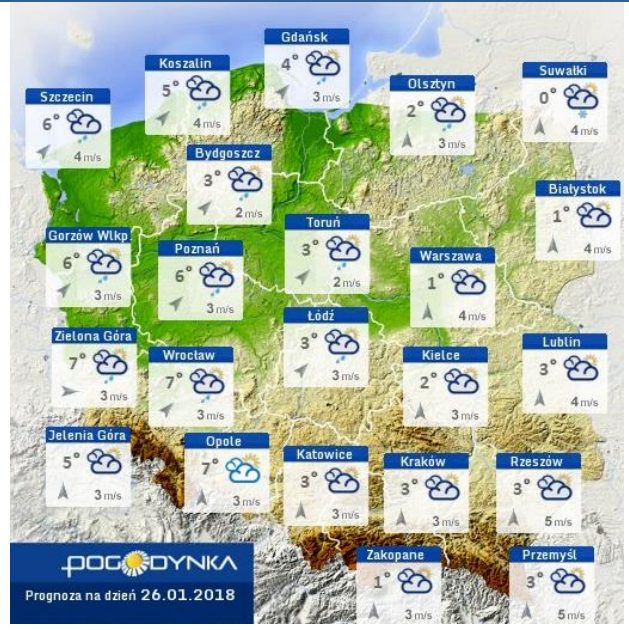 Gdańsk
4°
3 m/s
Koszalin
5°
4 m/s
Suwałki
0°
4 m/s
Olsztyn
2°
3 m/s
Szczecin
6°
4 m/s
Bydgoszcz
3°
2 m/s
Białystok
1°
4 m/s
Toruń
3°
2 m/s
Gorzów Wlkp.
6°
3 m/s
Poznań
6°
3 m/s
Warszawa
1°
4 m/s
Łódź
3°
3 m/s
Zielona Góra
7°
3 m/s
Lublin
3°
4 m/s
Wrocław
7°
3 m/s
Kielce
2°
3 m/s
Jelenia Góra
5°
3 m/s
Opole
7°
3 m/s
Katowice
3°
3 m/s
Kraków
3°
3 m/s
Rzeszów
3°
5 m/s
Zakopane
1°
3 m/s
Przemyśl
3°
5 m/s
POGODYNKA
Prognoza na dzień 26.01.2018